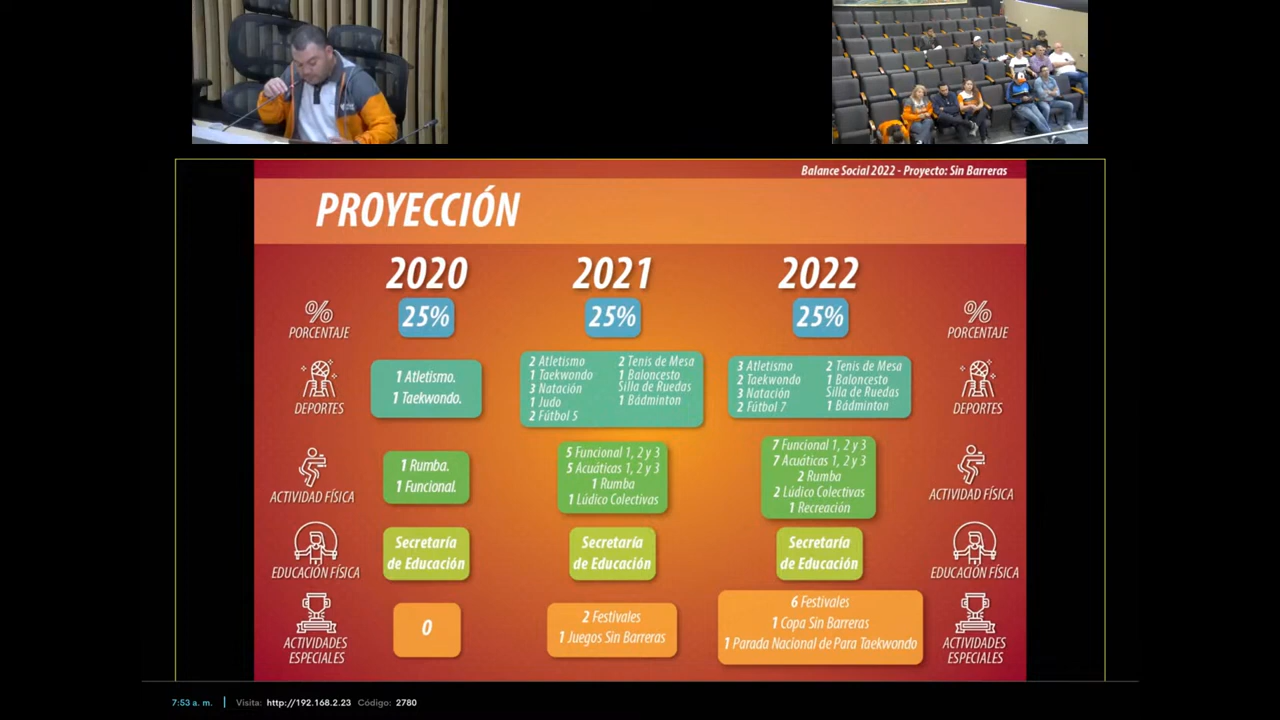 Balance Social 2022 - Proyecto: Sin Barreras
PROYECCIÓN
2020
2021
2022
PORCENTAJE
25%
25%
25%
PORCENTAJE
DEPORTES
1 Atletismo.
1 Taekwondo.
2 Atletismo
1 Taekwondo
3 Natación
1 Judo
2 Fútbol 5
2 Tenis de Mesa
1 Baloncesto
Silla de Ruedas
1 Bádminton
3 Atletismo
2 Taekwondo
3 Natación
2 Fútbol 7
2 Tenis de Mesa
1 Baloncesto
Silla de Ruedas
1 Bádminton
DEPORTES
ACTIVIDAD FÍSICA
1 Rumba.
1 Funcional.
5 Funcional 1, 2 y 3
5 Acuáticas 1, 2 y 3
1 Rumba
1 Lúdico Colectivas
7 Funcional 1, 2 y 3
7 Acuáticas 1, 2 y 3
2 Rumba
2 Lúdico Colectivas
1 Recreación
ACTIVIDAD FÍSICA
EDUCACIÓN FÍSICA
Secretaría
de Educación
Secretaría
de Educación
Secretaría
de Educación
EDUCACIÓN FÍSICA
ACTIVIDADES
ESPECIALES
0
2 Festivales
1 Juegos Sin Barreras
6 Festivales
1 Copa Sin Barreras
1 Parada Nacional de Para Taekwondo
ACTIVIDADES
ESPECIALES
7:53 a. m. | Visita: http://192.168.2.23 Código: 2780